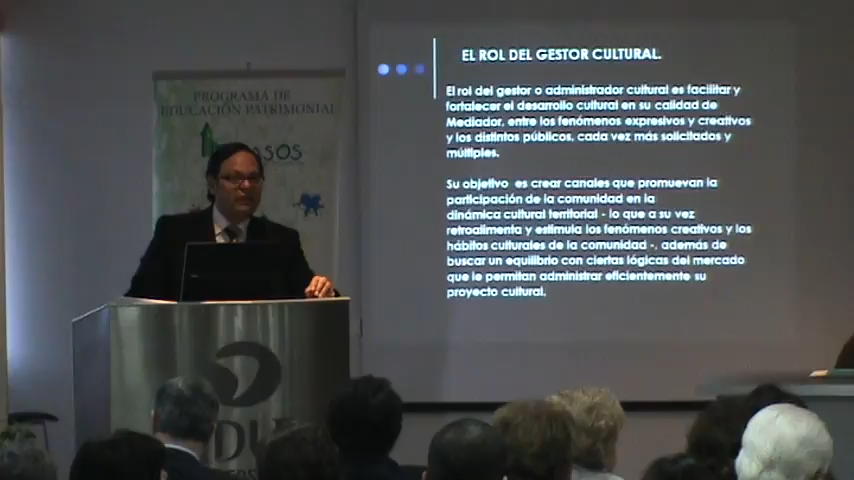 PROGRAMA DE
EDUCACIÓN PATRIMONIAL
ASOS
EL ROL DEL GESTOR CULTURAL.
El rol del gestor o administrador cultural es facilitar y
fortalecer el desarrollo cultural en su calidad de
Mediador, entre los fenómenos expresivos y creativos
y los distintos públicos, cada vez más solicitados y
múltiples.
Su objetivo es crear canales que promuevan la
participación de la comunidad en la
dinámica cultural territorial - lo que a su vez
retroalimenta y estimula los fenómenos creativos y los
hábitos culturales de la comunidad -, además de
buscar un equilibrio con ciertas lógicas del mercado
que le permitan administrar eficientemente su
proyecto cultural.